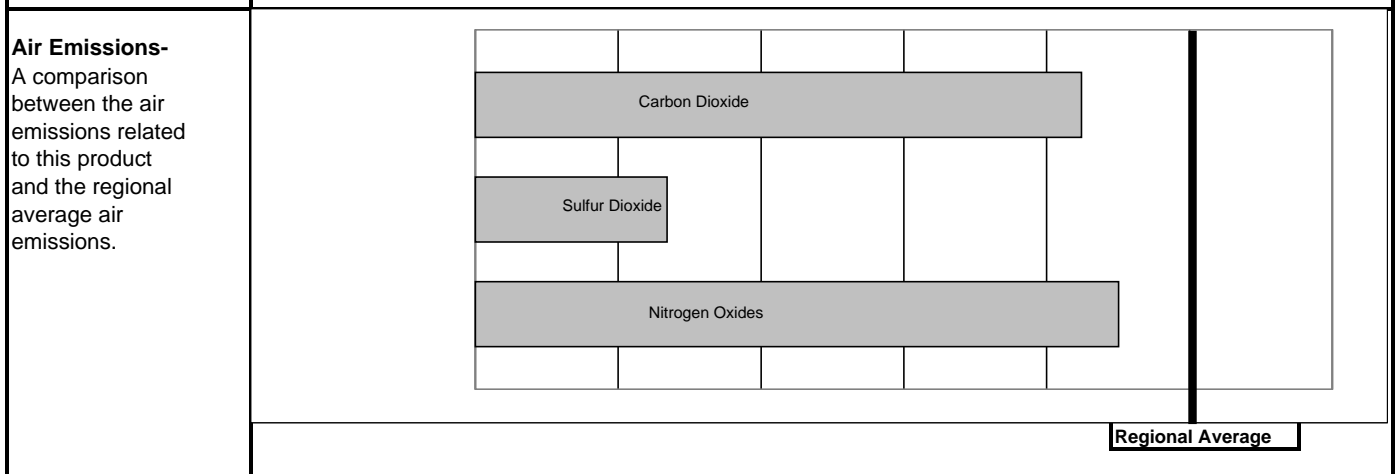 Air Emissions-
A comparison
between the air
emissions related
to this product
and the regional
average air
emissions.
Carbon Dioxide
Sulfur Dioxide
Nitrogen Oxides
Regional Average